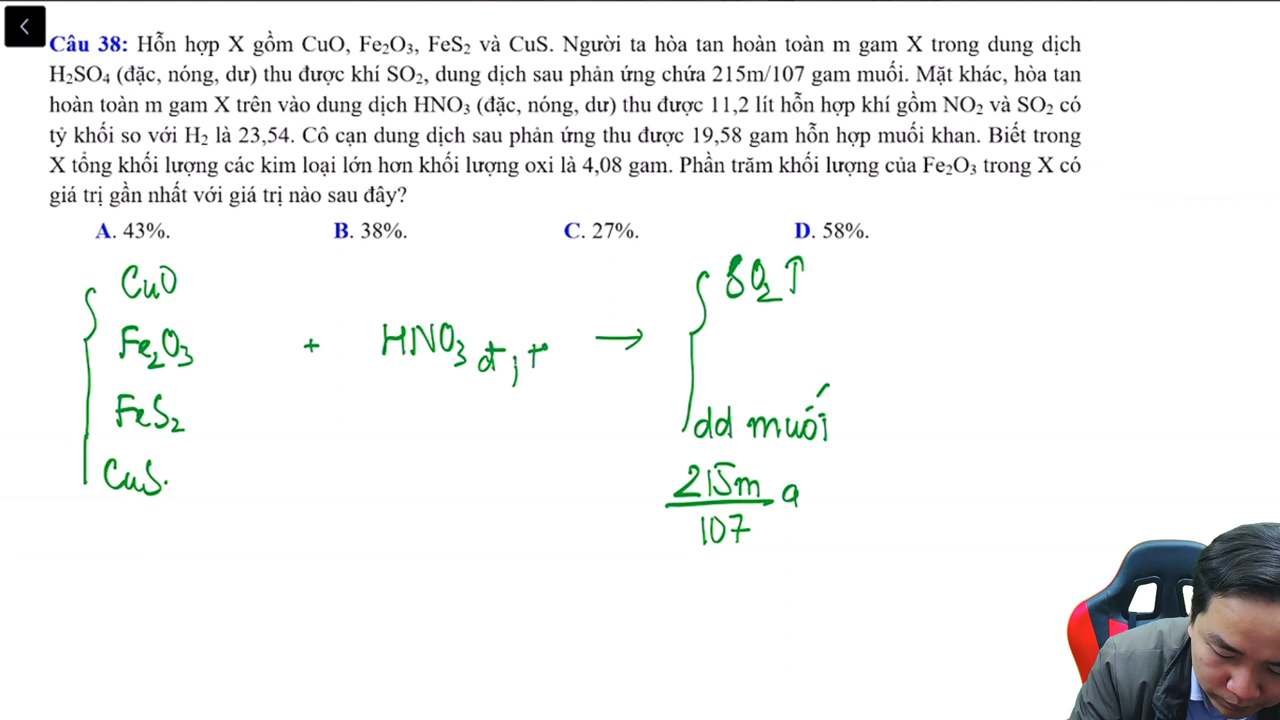 Câu 38: Hỗn hợp X gồm CuO, Fe₂O₃, FeS₂ và CuS. Người ta hòa tan hoàn toàn m gam X trong dung dịch
H₂SO₄ (đặc, nóng, dư) thu được khí SO₂, dung dịch sau phản ứng chứa 215m/107 gam muối. Mặt khác, hòa tan
hoàn toàn m gam X trên vào dung dịch HNO₃ (đặc, nóng, dư) thu được 11,2 lít hỗn hợp khí gồm NO₂ và SO₂ có
tỷ khối so với H₂ là 23,54. Cô cạn dung dịch sau phản ứng thu được 19,58 gam hỗn hợp muối khan. Biết trong
X tổng khối lượng các kim loại lớn hơn khối lượng oxi là 4,08 gam. Phần trăm khối lượng của Fe₂O₃ trong X có
giá trị gần nhất với giá trị nào sau đây?
A. 43%. B. 38%. C. 27%. D. 58%.
CuO
Fe₂O₃
FeS₂
CuS.
+ HNO₃ đ, t →
SO₂ ↑
dd muối
215m
107